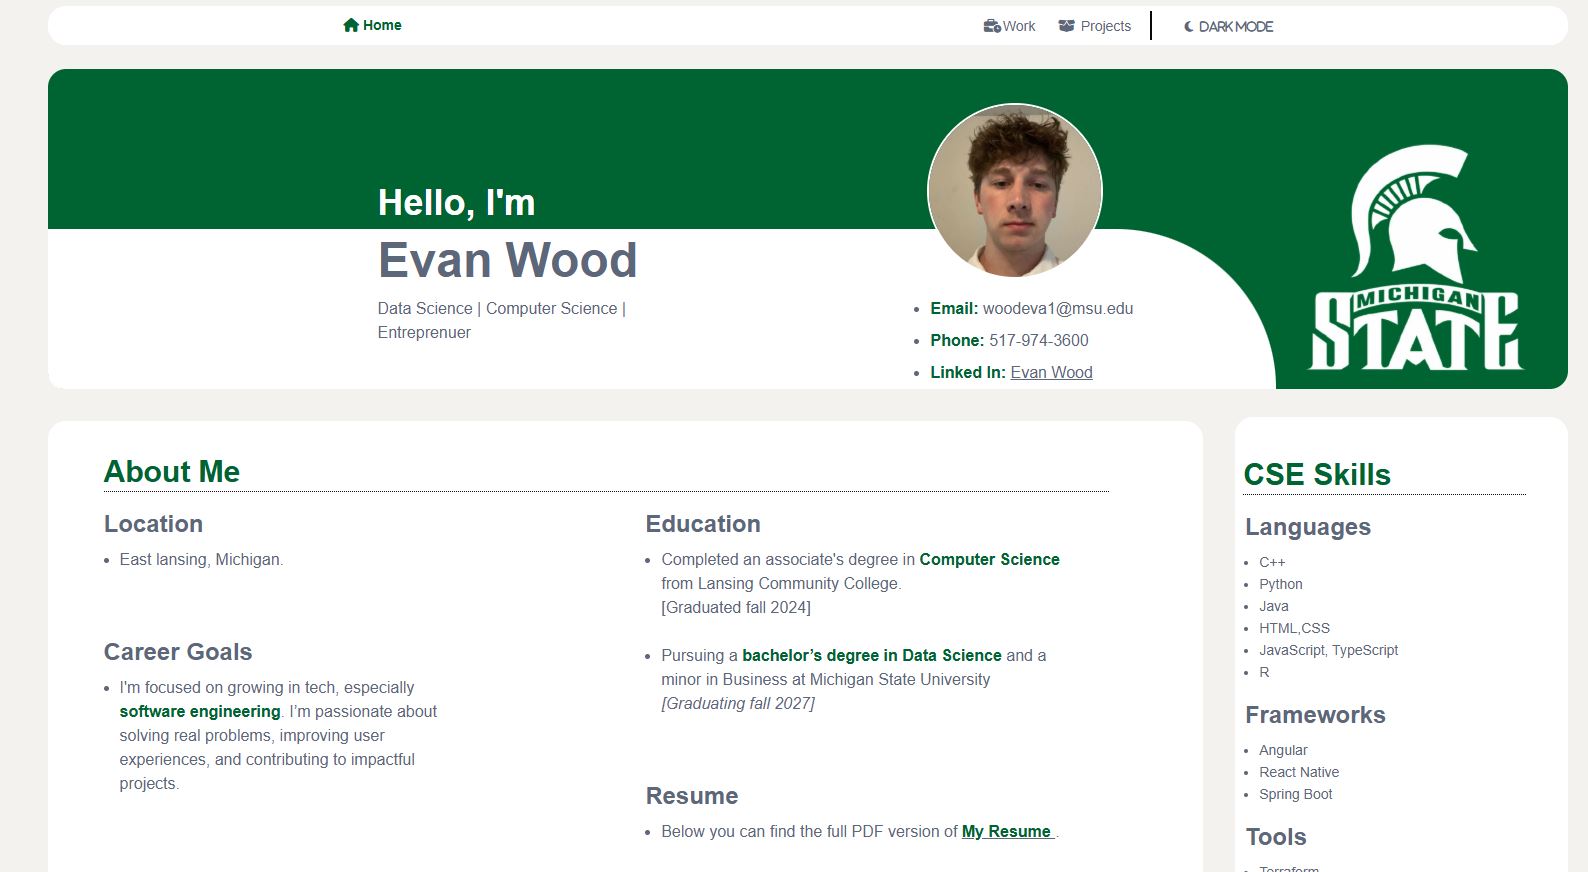 Home
Work
Projects
DARK MODE
Hello, I'm
Evan Wood
Data Science | Computer Science |
Entreprenuer
Email: woodeva1@msu.edu
Phone: 517-974-3600
Linked In: Evan Wood
MICHIGAN
STATE
About Me
Location
East lansing, Michigan.
Career Goals
I'm focused on growing in tech, especially
software engineering. I’m passionate about
solving real problems, improving user
experiences, and contributing to impactful
projects.
Education
Completed an associate's degree in Computer Science
from Lansing Community College.
[Graduated fall 2024]
Pursuing a bachelor’s degree in Data Science and a
minor in Business at Michigan State University
[Graduating fall 2027]
Resume
Below you can find the full PDF version of My Resume .
CSE Skills
Languages
C++
Python
Java
HTML,CSS
JavaScript, TypeScript
R
Frameworks
Angular
React Native
Spring Boot
Tools
Terraform